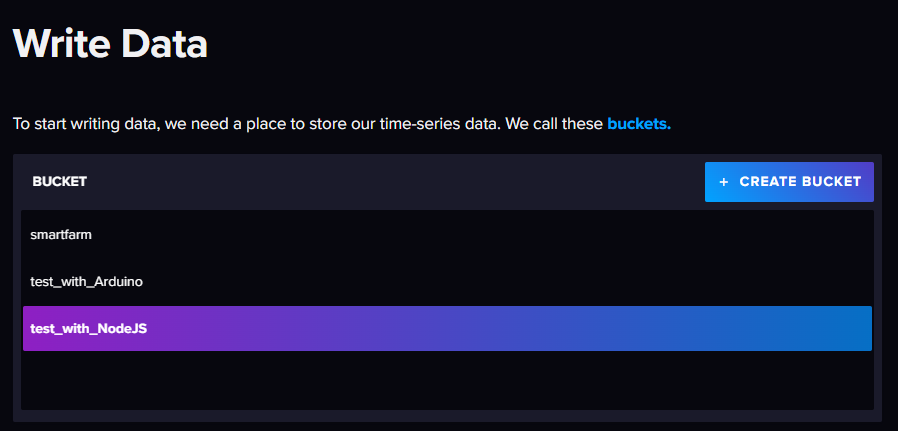 Write Data
To start writing data, we need a place to store our time-series data. We call these buckets.
BUCKET
+ CREATE BUCKET
smartfarm
test_with_Arduino
test_with_NodeJS